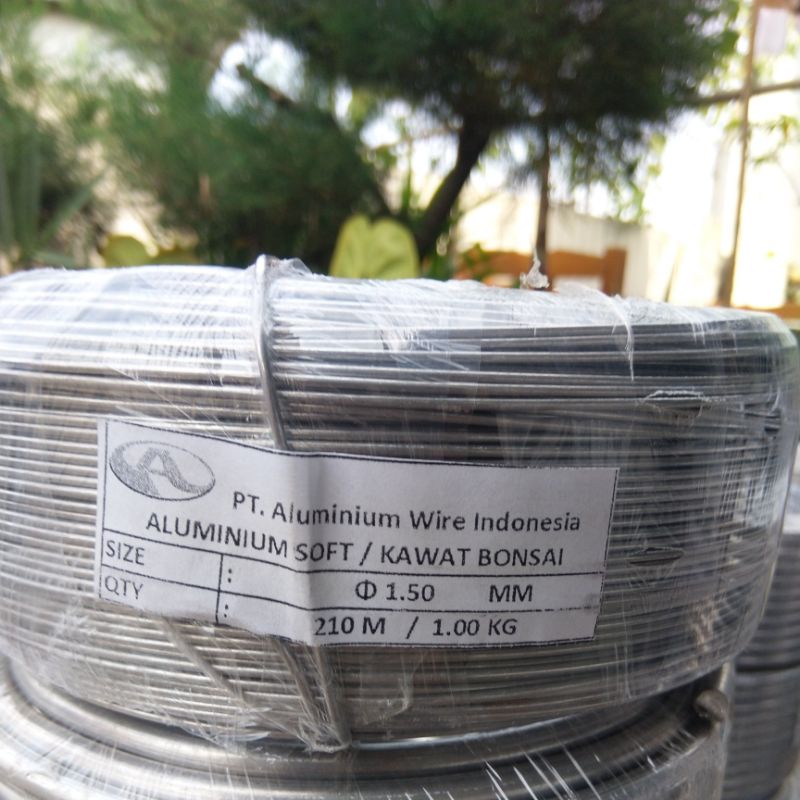 PT. Aluminium Wire Indonesia
ALUMINIUM SOFT / KAWAT BONSAI
SIZE : Φ 1.50 MM
QTY : 210 M / 1.00 KG